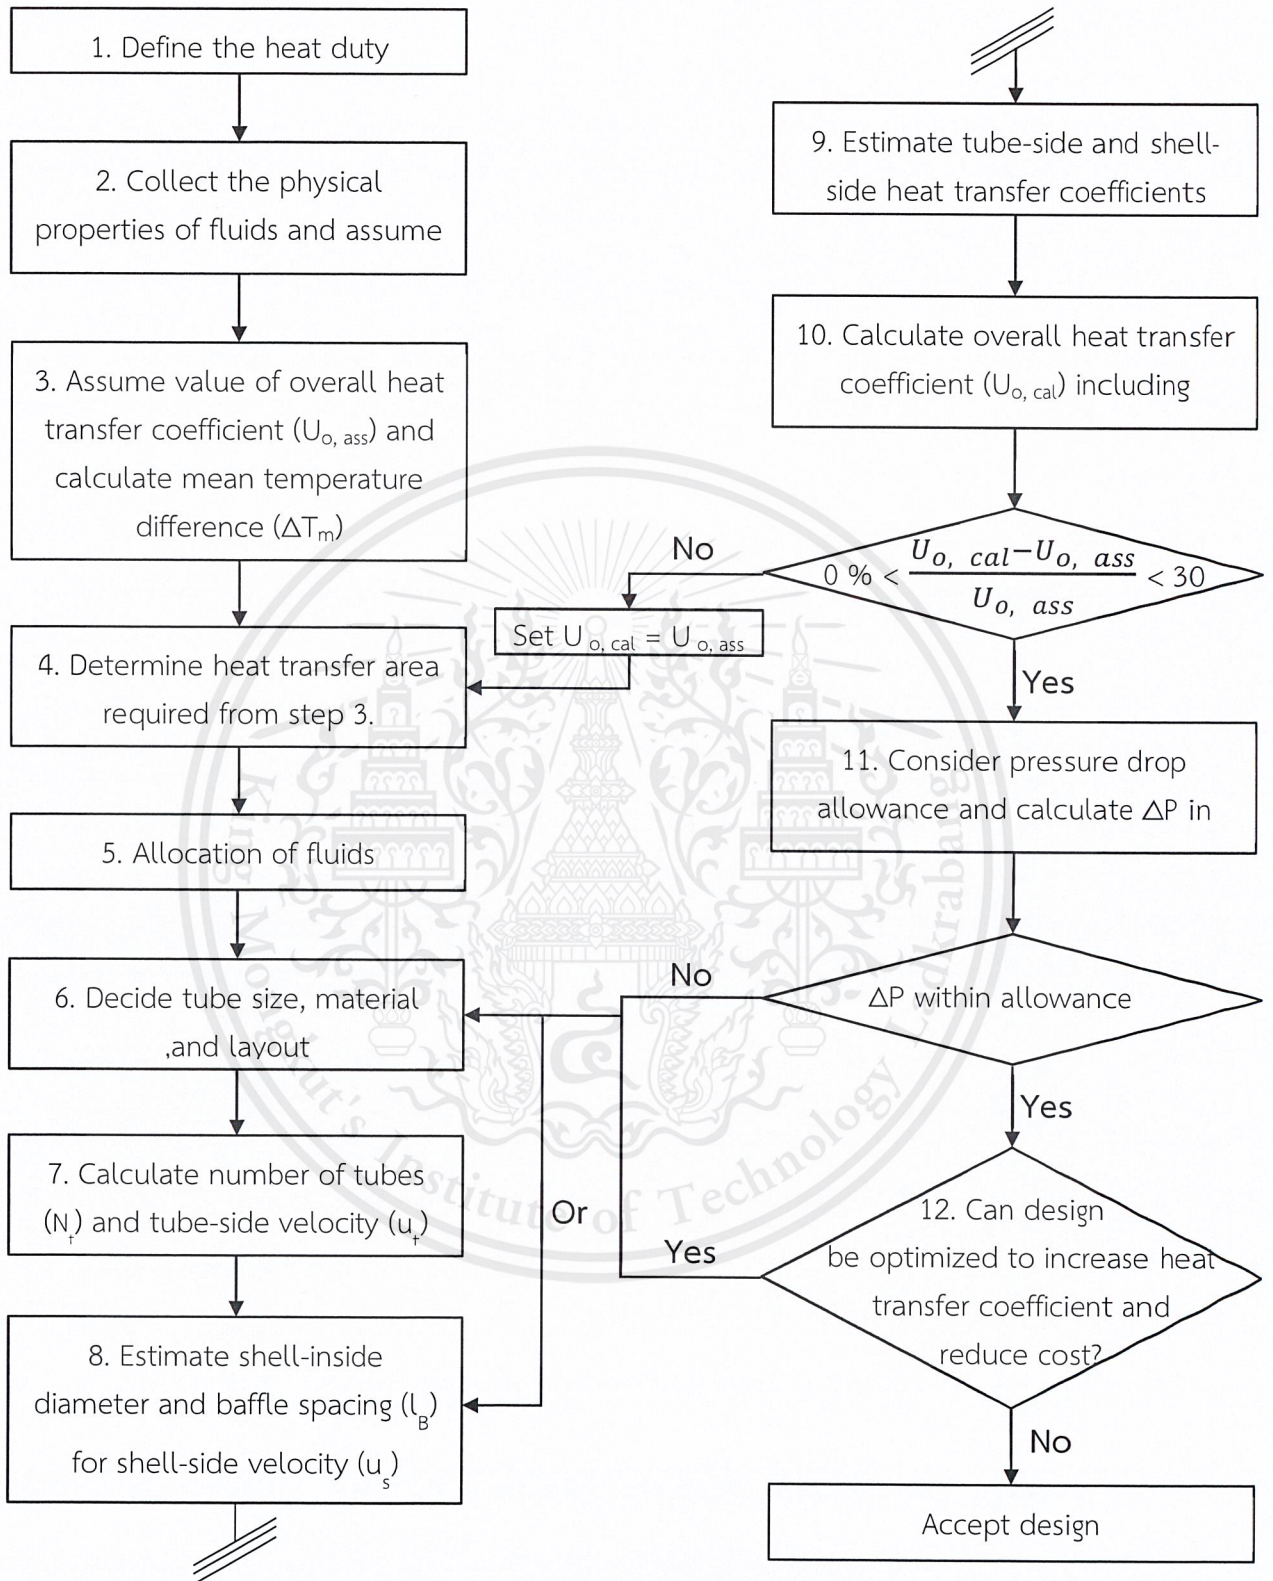 1. Define the heat duty
2. Collect the physical
properties of fluids and assume
3. Assume value of overall heat
transfer coefficient (Uo, ass) and
calculate mean temperature
difference (ΔTm)
4. Determine heat transfer area
required from step 3.
5. Allocation of fluids
6. Decide tube size, material
,and layout
7. Calculate number of tubes
(Nt) and tube-side velocity (ut)
8. Estimate shell-inside
diameter and baffle spacing (lB)
for shell-side velocity (us)
9. Estimate tube-side and shell-
side heat transfer coefficients
10. Calculate overall heat transfer
coefficient (Uo, cal) including
0 % < (Uo, cal − Uo, ass) / Uo, ass < 30
No
Set U o, cal = U o, ass
Yes
11. Consider pressure drop
allowance and calculate ΔP in
ΔP within allowance
No
Yes
Or
12. Can design
be optimized to increase heat
transfer coefficient and
reduce cost?
Yes
No
Accept design
King Mongkut's Institute of Technology Ladkrabang